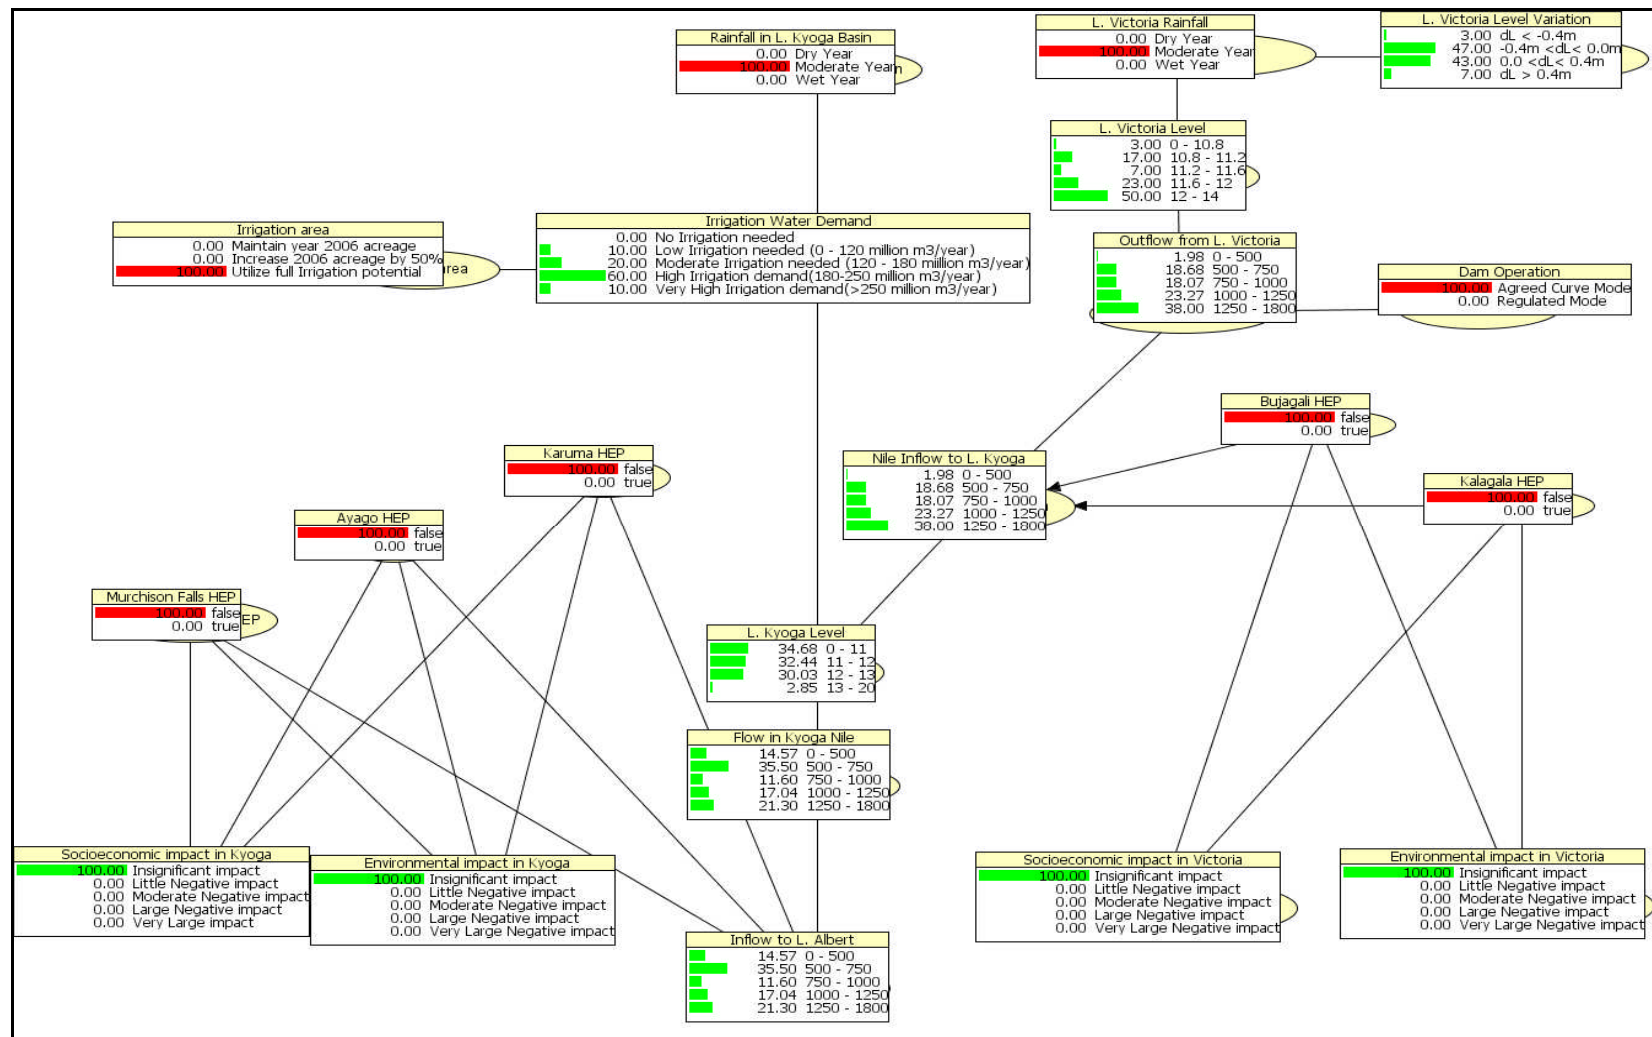 Rainfall in L. Kyoga Basin
0.00 Dry Year
100.00 Moderate Year
0.00 Wet Year
L. Victoria Rainfall
0.00 Dry Year
100.00 Moderate Year
0.00 Wet Year
L. Victoria Level Variation
3.00 dL < -0.4m
47.00 -0.4m <dL< 0.0m
43.00 0.0 <dL< 0.4m
7.00 dL > 0.4m
L. Victoria Level
3.00 0 - 10.8
17.00 10.8 - 11.2
7.00 11.2 - 11.6
23.00 11.6 - 12
50.00 12 - 14
Irrigation area
0.00 Maintain year 2006 acreage
0.00 Increase 2006 acreage by 50%
100.00 Utilize full Irrigation potential
area
Irrigation Water Demand
0.00 No Irrigation needed
10.00 Low Irrigation needed (0 - 120 million m3/year)
20.00 Moderate Irrigation needed (120 - 180 million m3/year)
60.00 High Irrigation demand(180-250 million m3/year)
10.00 Very High Irrigation demand(>250 million m3/year)
Outflow from L. Victoria
1.98 0 - 500
18.68 500 - 750
18.07 750 - 1000
23.27 1000 - 1250
38.00 1250 - 1800
Dam Operation
100.00 Agreed Curve Mode
0.00 Regulated Mode
Bujagali HEP
100.00 false
0.00 true
Karuma HEP
100.00 false
0.00 true
Nile Inflow to L. Kyoga
1.98 0 - 500
18.68 500 - 750
18.07 750 - 1000
23.27 1000 - 1250
38.00 1250 - 1800
Kalagala HEP
100.00 false
0.00 true
Ayago HEP
100.00 false
0.00 true
Murchison Falls HEP
100.00 false
0.00 true
EP
L. Kyoga Level
34.68 0 - 11
32.44 11 - 12
30.03 12 - 13
2.85 13 - 20
Flow in Kyoga Nile
14.57 0 - 500
35.50 500 - 750
11.60 750 - 1000
17.04 1000 - 1250
21.30 1250 - 1800
Socioeconomic impact in Kyoga
100.00 Insignificant impact
0.00 Little Negative impact
0.00 Moderate Negative impact
0.00 Large Negative impact
0.00 Very Large impact
Environmental impact in Kyoga
100.00 Insignificant impact
0.00 Little Negative impact
0.00 Moderate Negative impact
0.00 Large Negative impact
0.00 Very Large Negative impact
Socioeconomic impact in Victoria
100.00 Insignificant impact
0.00 Little Negative impact
0.00 Moderate Negative impact
0.00 Large Negative impact
0.00 Very Large Negative impact
Environmental impact in Victoria
100.00 Insignificant impact
0.00 Little Negative impact
0.00 Moderate Negative impact
0.00 Large Negative impact
0.00 Very Large Negative impact
Inflow to L. Albert
14.57 0 - 500
35.50 500 - 750
11.60 750 - 1000
17.04 1000 - 1250
21.30 1250 - 1800